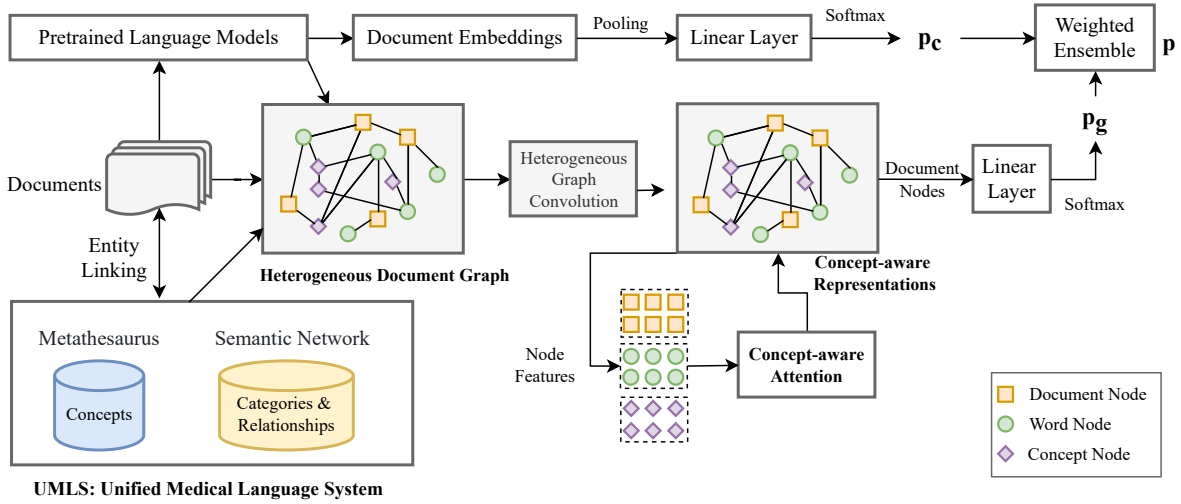 Pretrained Language Models
Document Embeddings
Pooling
Linear Layer
Softmax
p_c
Weighted
Ensemble
p
Documents
Heterogeneous
Graph
Convolution
Document
Nodes
Linear
Layer
Softmax
p_g
Entity
Linking
Heterogeneous Document Graph
Concept-aware
Representations
Metathesaurus
Semantic Network
Concepts
Categories &
Relationships
UMLS: Unified Medical Language System
Node
Features
Concept-aware
Attention
Document Node
Word Node
Concept Node